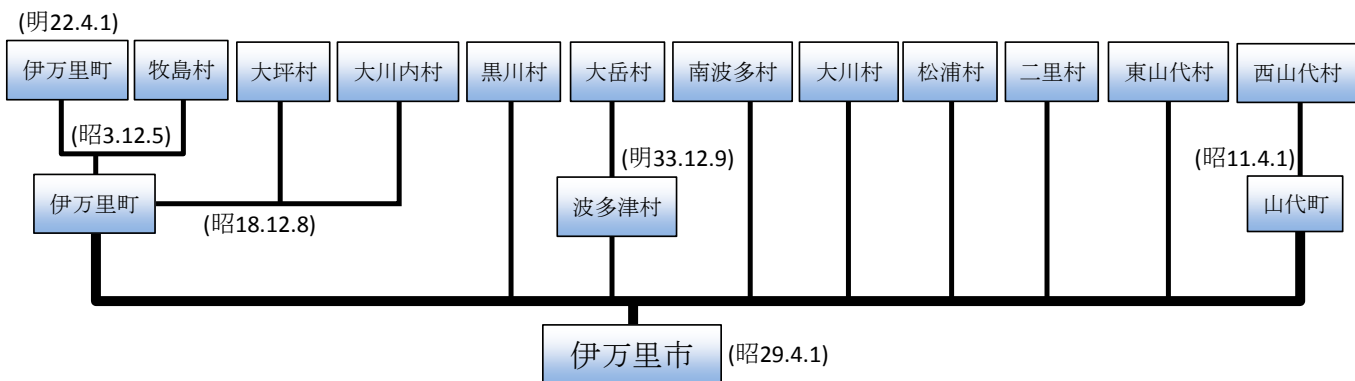 (明22.4.1)
伊万里町
牧島村
大坪村
大川内村
黒川村
大岳村
南波多村
大川村
松浦村
二里村
東山代村
西山代村
(昭3.12.5)
(明33.12.9)
(昭11.4.1)
伊万里町
(昭18.12.8)
波多津村
山代町
伊万里市
(昭29.4.1)